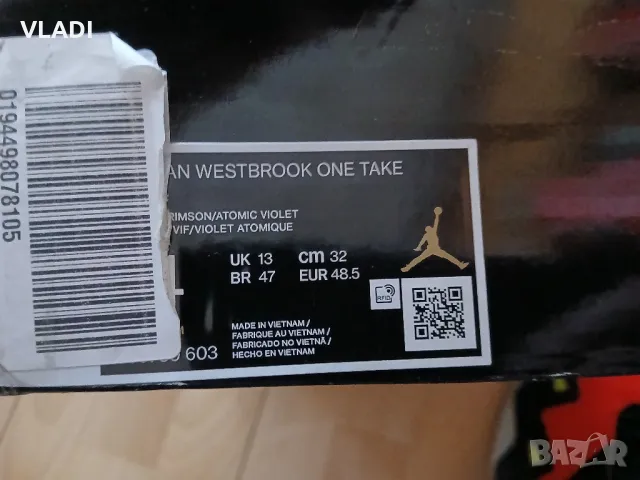 VLADI
0194498078105
AN WESTBROOK ONE TAKE
RIMSON/ATOMIC VIOLET
VIF/VIOLET ATOMIQUE
UK 13 cm 32
BR 47 EUR 48.5
RFID
MADE IN VIETNAM/
FABRIQUE AU VIETNAM/
FABRICADO NO VIETNÃ/
HECHO EN VIETNAM
603
BAZAR